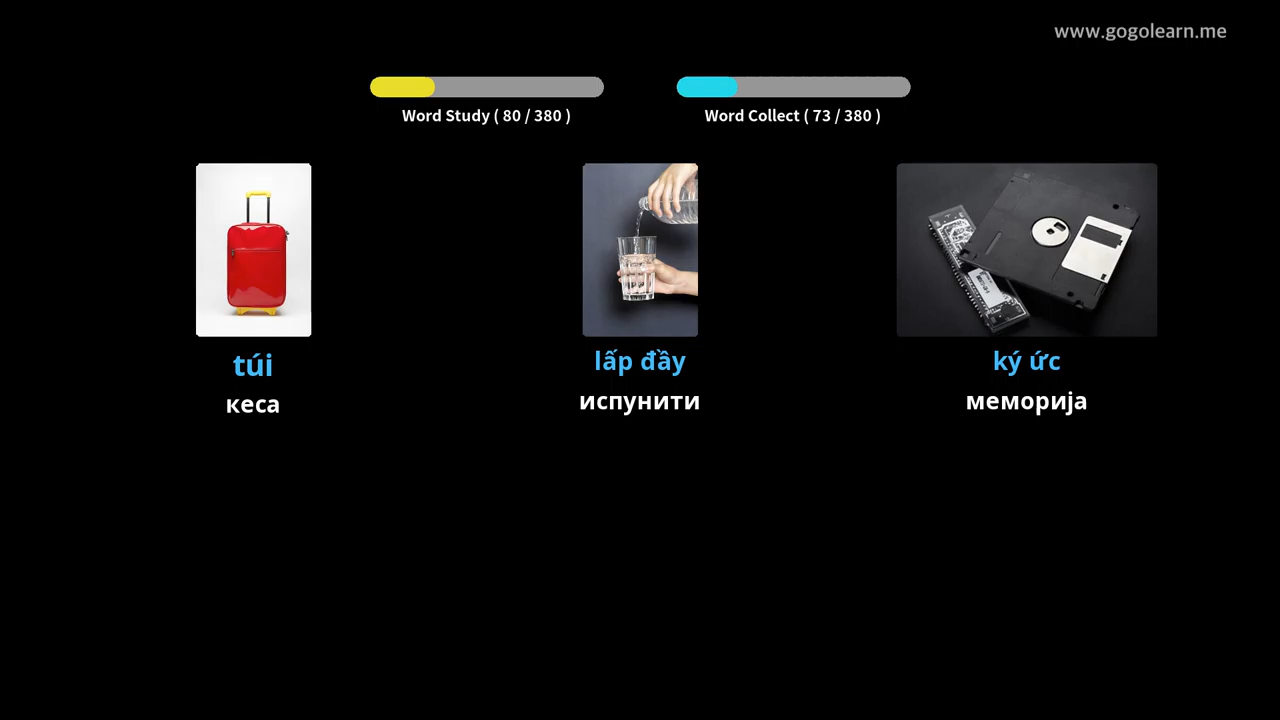 www.gogolearn.me
Word Study ( 80 / 380 )
Word Collect ( 73 / 380 )
túi
lấp đầy
ký ức
кеса
испунити
меморија